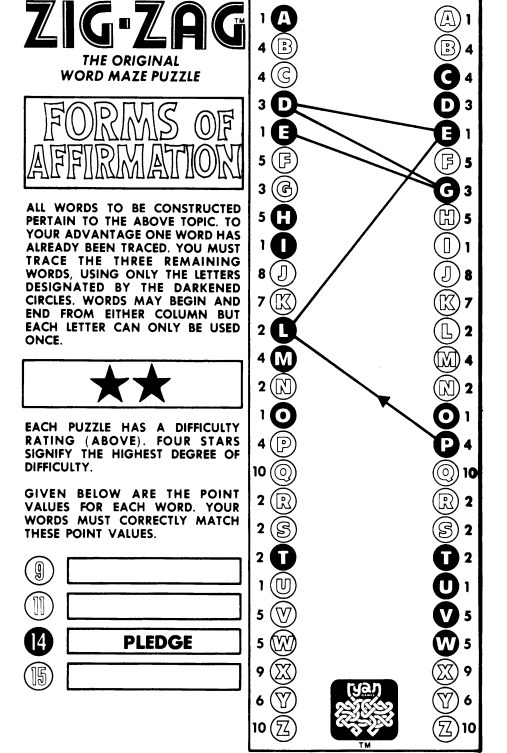 ZIG-ZAG™
THE ORIGINAL
WORD MAZE PUZZLE
FORMS OF
AFFIRMATION
ALL WORDS TO BE CONSTRUCTED
PERTAIN TO THE ABOVE TOPIC. TO
YOUR ADVANTAGE ONE WORD HAS
ALREADY BEEN TRACED. YOU MUST
TRACE THE THREE REMAINING
WORDS, USING ONLY THE LETTERS
DESIGNATED BY THE DARKENED
CIRCLES. WORDS MAY BEGIN AND
END FROM EITHER COLUMN BUT
EACH LETTER CAN ONLY BE USED
ONCE.
EACH PUZZLE HAS A DIFFICULTY
RATING (ABOVE). FOUR STARS
SIGNIFY THE HIGHEST DEGREE OF
DIFFICULTY.
GIVEN BELOW ARE THE POINT
VALUES FOR EACH WORD. YOUR
WORDS MUST CORRECTLY MATCH
THESE POINT VALUES.
9
11
14 PLEDGE
15
1 A A 1
4 B B 4
4 C C 4
3 D D 3
1 E E 1
5 F F 5
3 G G 3
5 H H 5
1 I I 1
8 J J 8
7 K K 7
2 L L 2
4 M M 4
2 N N 2
1 O O 1
4 P P 4
10 Q Q 10
2 R R 2
2 S S 2
2 T T 2
1 U U 1
5 V V 5
5 W W 5
9 X X 9
6 Y Y 6
10 Z Z 10
ryan
GAMES
TM